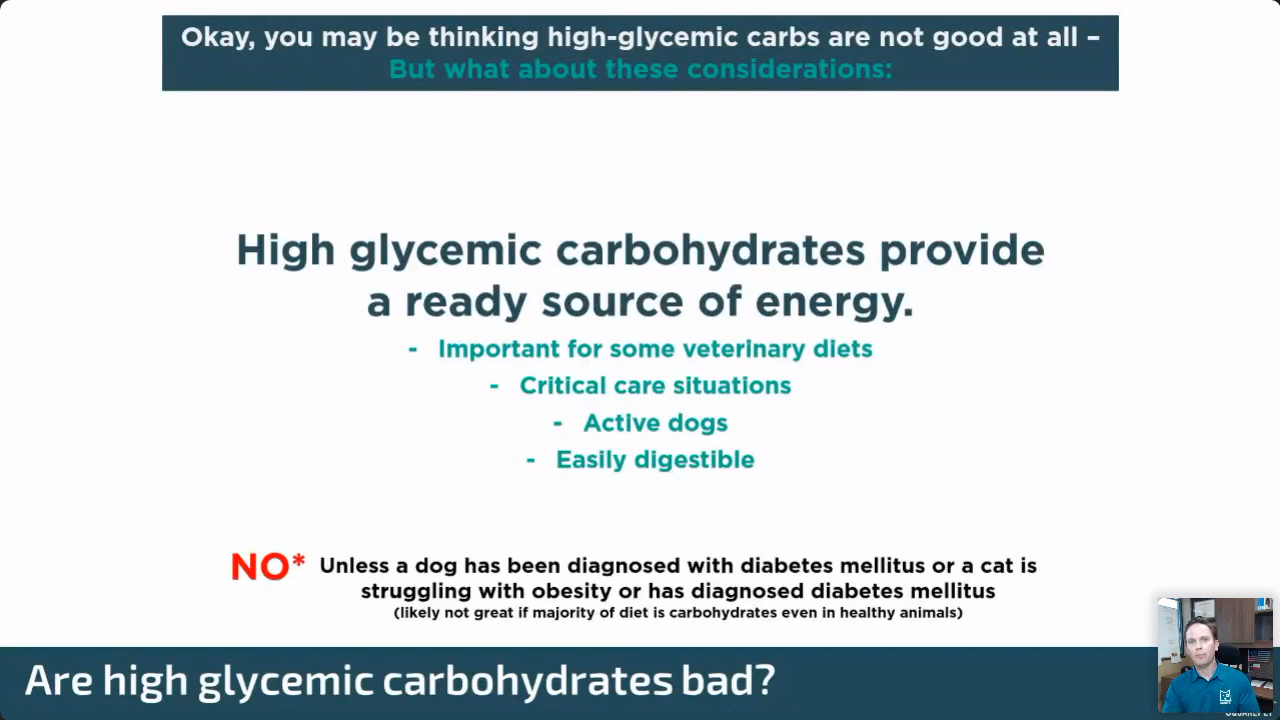 Okay, you may be thinking high-glycemic carbs are not good at all –
But what about these considerations:
High glycemic carbohydrates provide
a ready source of energy.
- Important for some veterinary diets
- Critical care situations
- Active dogs
- Easily digestible
NO* Unless a dog has been diagnosed with diabetes mellitus or a cat is
struggling with obesity or has diagnosed diabetes mellitus
(likely not great if majority of diet is carbohydrates even in healthy animals)
Are high glycemic carbohydrates bad?